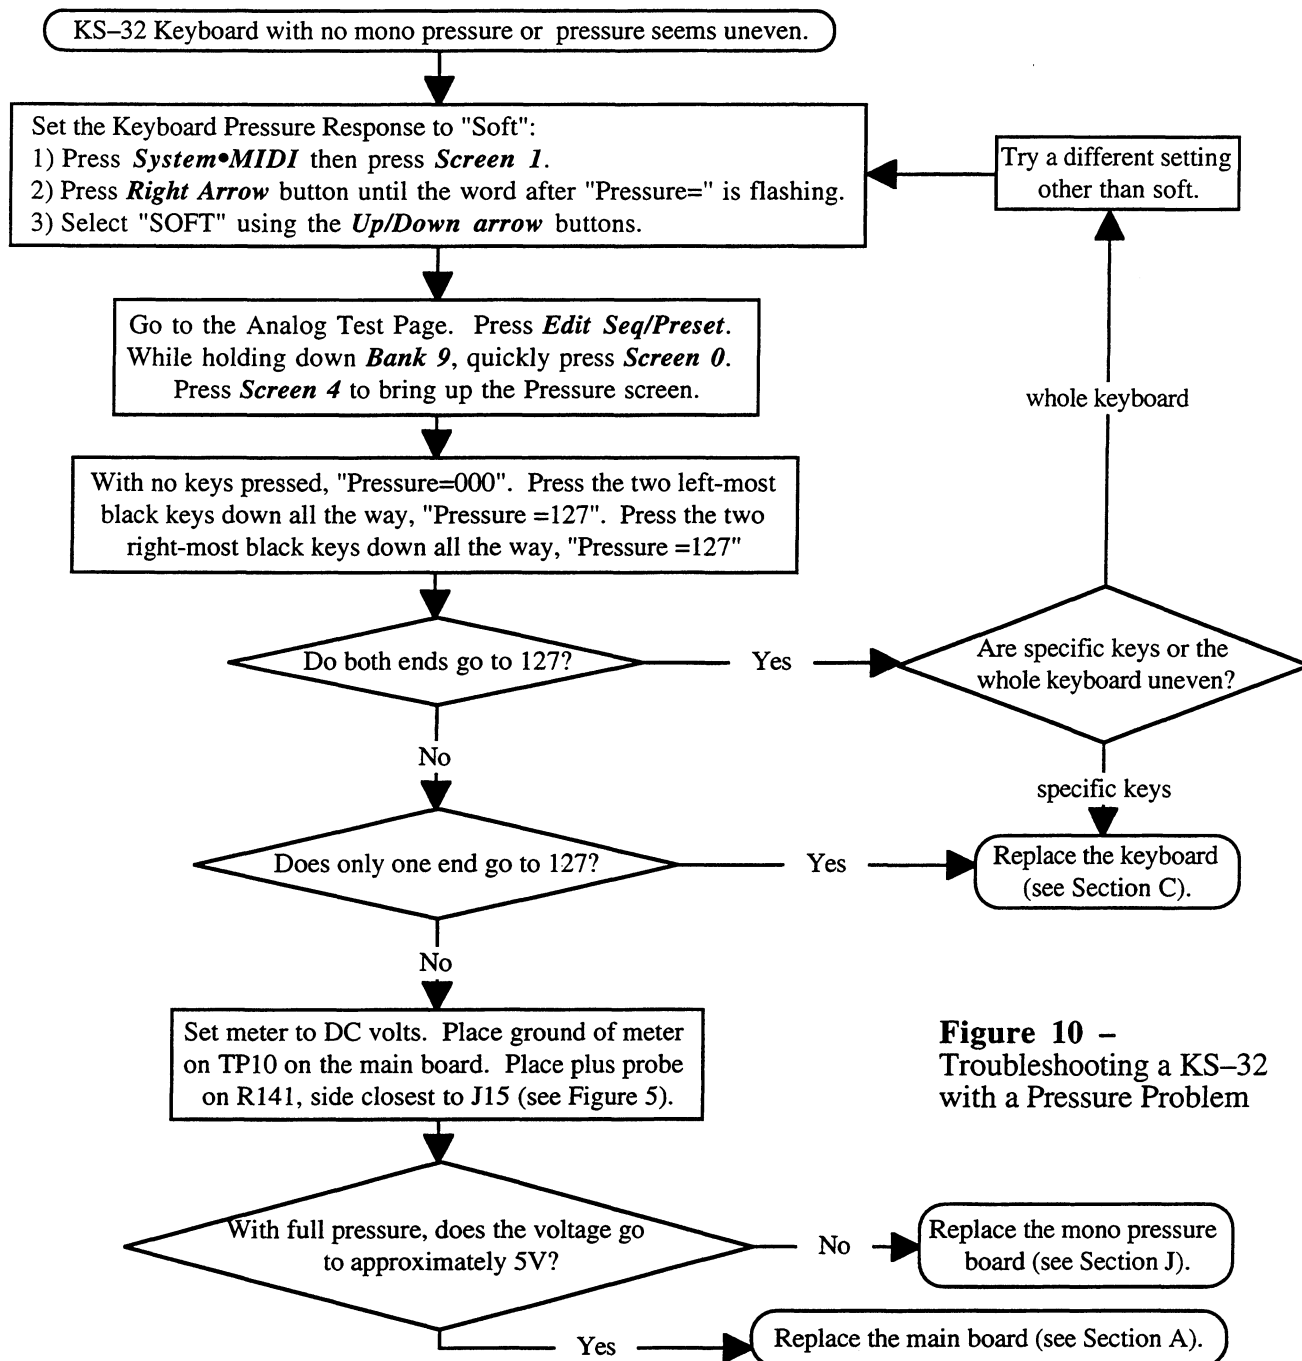 KS–32 Keyboard with no mono pressure or pressure seems uneven.
Set the Keyboard Pressure Response to "Soft":
1) Press System•MIDI then press Screen 1.
2) Press Right Arrow button until the word after "Pressure=" is flashing.
3) Select "SOFT" using the Up/Down arrow buttons.
Try a different setting
other than soft.
Go to the Analog Test Page. Press Edit Seq/Preset.
While holding down Bank 9, quickly press Screen 0.
Press Screen 4 to bring up the Pressure screen.
whole keyboard
With no keys pressed, "Pressure=000". Press the two left-most
black keys down all the way, "Pressure =127". Press the two
right-most black keys down all the way, "Pressure =127"
Do both ends go to 127?
Yes
Are specific keys or the
whole keyboard uneven?
No
specific keys
Does only one end go to 127?
Yes
Replace the keyboard
(see Section C).
No
Set meter to DC volts. Place ground of meter
on TP10 on the main board. Place plus probe
on R141, side closest to J15 (see Figure 5).
Figure 10 –
Troubleshooting a KS–32
with a Pressure Problem
With full pressure, does the voltage go
to approximately 5V?
No
Replace the mono pressure
board (see Section J).
Yes
Replace the main board (see Section A).